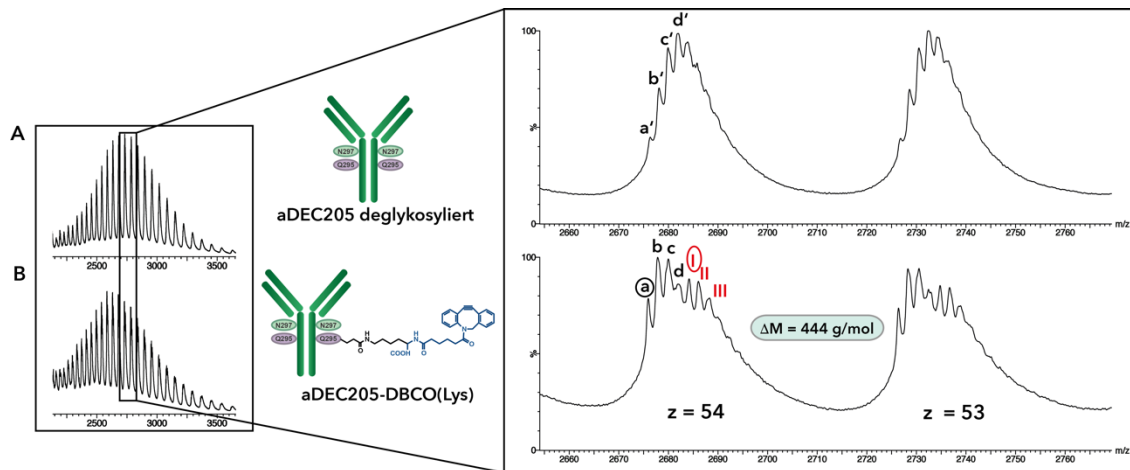 A
2500 3000 3500
B
2500 3000 3500
N297 N297
Q295 Q295
aDEC205 deglykosyliert
N297 N297
Q295 Q295
O
H
N
COOH
H
N
O
N
O
aDEC205-DBCO(Lys)
100
%
0
a' b' c' d'
2660 2670 2680 2690 2700 2710 2720 2730 2740 2750 2760
m/z
100
%
0
a b c d I II III
ΔM = 444 g/mol
z = 54 z = 53
2660 2670 2680 2690 2700 2710 2720 2730 2740 2750 2760
m/z